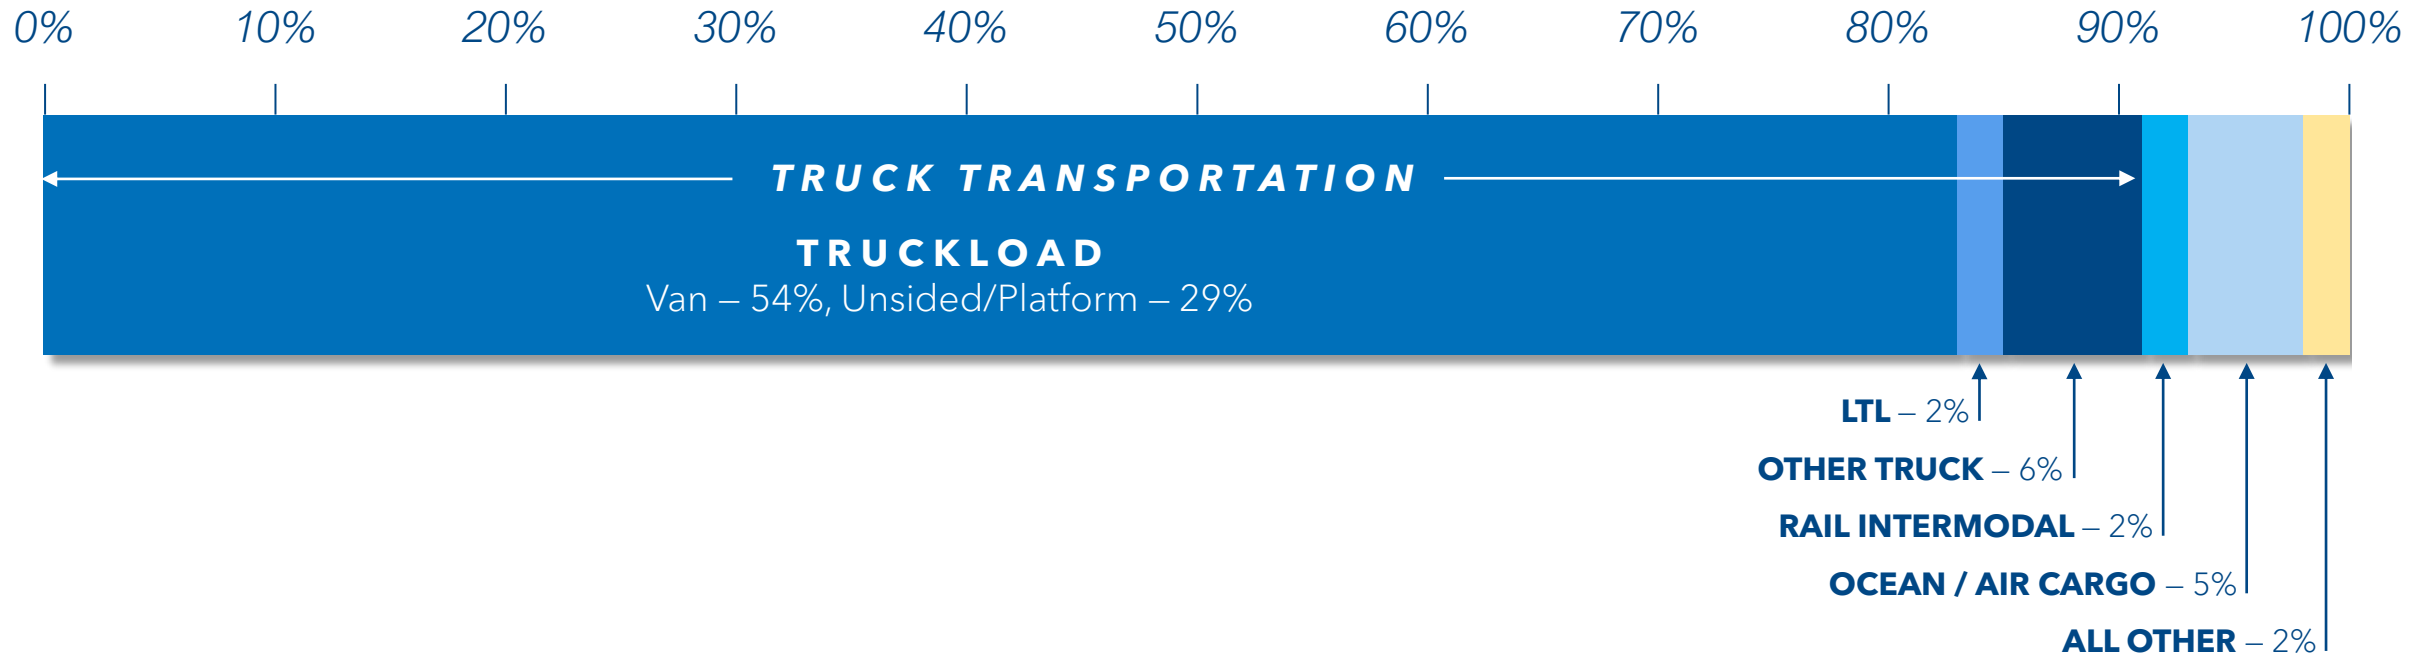 0% 10% 20% 30% 40% 50% 60% 70% 80% 90% 100%
TRUCK TRANSPORTATION
TRUCKLOAD
Van – 54%, Unsided/Platform – 29%
LTL – 2%
OTHER TRUCK – 6%
RAIL INTERMODAL – 2%
OCEAN / AIR CARGO – 5%
ALL OTHER – 2%